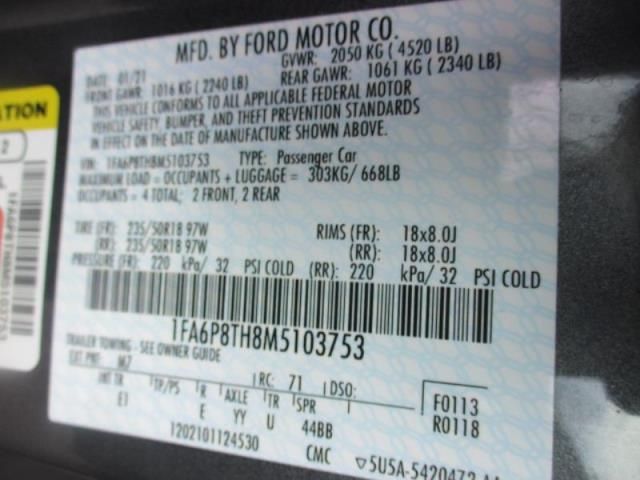 MFD. BY FORD MOTOR CO.
DATE 01/21 GVWR: 2050 KG ( 4520 LB)
FRONT GAWR: 1016 KG ( 2240 LB) REAR GAWR: 1061 KG ( 2340 LB)
THIS VEHICLE CONFORMS TO ALL APPLICABLE FEDERAL MOTOR
VEHICLE SAFETY, BUMPER, AND THEFT PREVENTION STANDARDS
IN EFFECT ON THE DATE OF MANUFACTURE SHOWN ABOVE.
VIN: 1FA6P8TH8M5103753 TYPE: Passenger Car
MAXIMUM LOAD = OCCUPANTS + LUGGAGE = 303KG/ 668LB
OCCUPANTS = 4 TOTAL; 2 FRONT, 2 REAR
TIRE (FR): 235/50R18 97W RIMS (FR): 18x8.0J
(RR): 235/50R18 97W (RR): 18x8.0J
PRESSURE (FR): 220 kPa/ 32 PSI COLD (RR): 220 kPa/ 32 PSI COLD
1FA6P8TH8M5103753
TRAILER TOWING - SEE OWNER GUIDE
EXT PNT: M7 RC: 71 DSO:
INT TR TP/PS R AXLE TR SPR F0113
EI E YY U 44BB R0118
1202101124530 CMC ▽5U5A-5420472
ATION
2
1FA6P8TH8M5103753